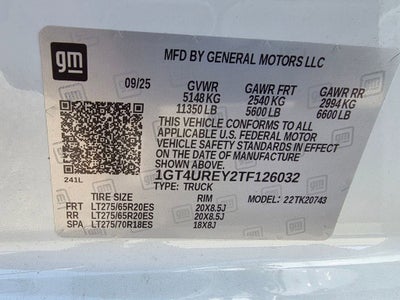 gm
MFD BY GENERAL MOTORS LLC
09/25 GVWR GAWR FRT GAWR RR
5148 KG 2540 KG 2994 KG
11350 LB 5600 LB 6600 LB
THIS VEHICLE CONFORMS TO ALL
APPLICABLE U.S. FEDERAL MOTOR
VEHICLE SAFETY STANDARDS IN
EFFECT ON THE DATE OF
MANUFACTURE SHOWN ABOVE.
241L 1GT4UREY2TF126032
TYPE: TRUCK
TIRE SIZE RIM MODEL: 22TK20743
FRT LT275/65R20ES 20X8.5J
RR LT275/65R20ES 20X8.5J
SPA LT275/70R18ES 18X8J